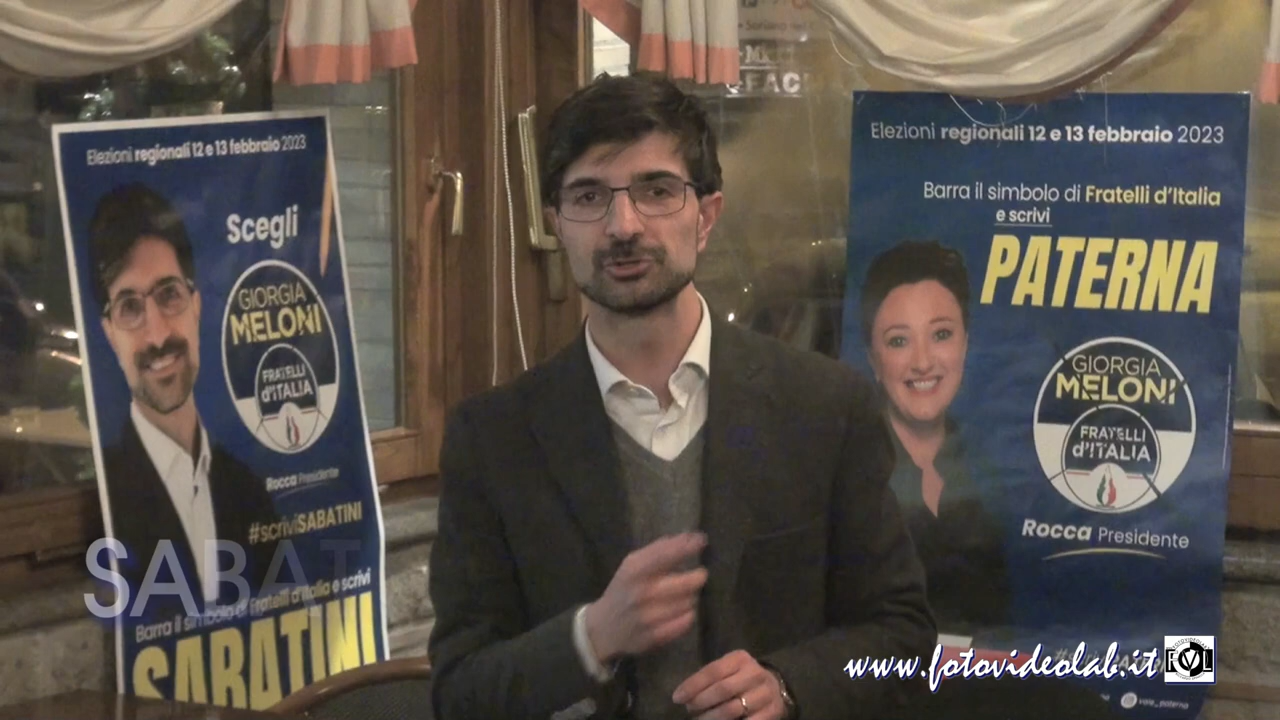 Elezioni regionali 12 e 13 febbraio 2023
Scegli
GIORGIA
MELONI
FRATELLI
d'ITALIA
Rocca Presidente
#scriviSABATINI
Barra il simbolo di Fratelli d'Italia e scrivi
SABATINI
SABAT
Elezioni regionali 12 e 13 febbraio 2023
Barra il simbolo di Fratelli d'Italia
e scrivi
PATERNA
GIORGIA
MELONI
FRATELLI
d'ITALIA
Rocca Presidente
www.fotovideolab.it
FOTOVIDEOLAB
FVL
vale_paterna